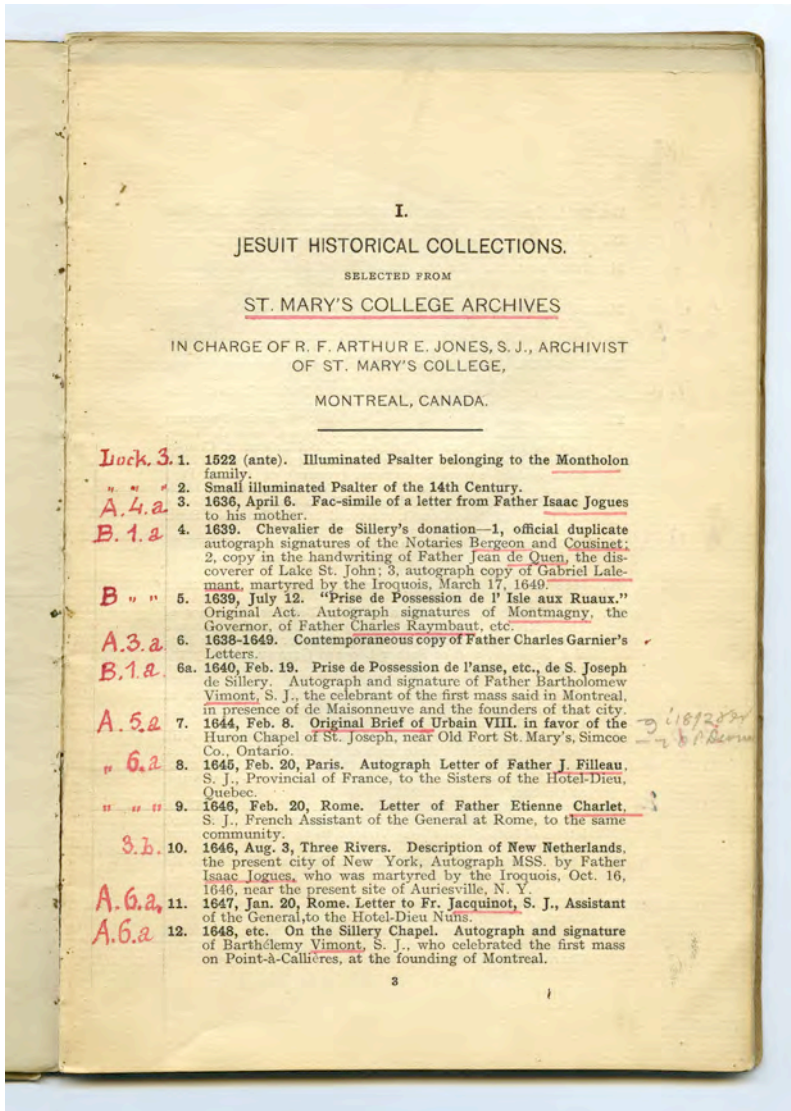 I.
JESUIT HISTORICAL COLLECTIONS.
SELECTED FROM
ST. MARY'S COLLEGE ARCHIVES
IN CHARGE OF R. F. ARTHUR E. JONES, S. J., ARCHIVIST
OF ST. MARY'S COLLEGE,
MONTREAL, CANADA.
Lock. 3. 1. 1522 (ante). Illuminated Psalter belonging to the Montholon
family.
" " " 2. Small illuminated Psalter of the 14th Century.
A.4.a 3. 1636, April 6. Fac-simile of a letter from Father Isaac Jogues
to his mother.
B.1.a 4. 1639. Chevalier de Sillery's donation—1, official duplicate
autograph signatures of the Notaries Bergeon and Cousinet;
2, copy in the handwriting of Father Jean de Quen, the dis-
coverer of Lake St. John; 3, autograph copy of Gabriel Lale-
mant, martyred by the Iroquois, March 17, 1649.
B " " 5. 1639, July 12. "Prise de Possession de l' Isle aux Ruaux."
Original Act. Autograph signatures of Montmagny, the
Governor, of Father Charles Raymbaut, etc.
A.3.a 6. 1638-1649. Contemporaneous copy of Father Charles Garnier's
Letters.
B.1.a. 6a. 1640, Feb. 19. Prise de Possession de l'anse, etc., de S. Joseph
de Sillery. Autograph and signature of Father Bartholomew
Vimont, S. J., the celebrant of the first mass said in Montreal,
in presence of de Maisonneuve and the founders of that city.
A.5.a 7. 1644, Feb. 8. Original Brief of Urbain VIII. in favor of the
Huron Chapel of St. Joseph, near Old Fort St. Mary's, Simcoe
Co., Ontario.
" 6.a 8. 1645, Feb. 20, Paris. Autograph Letter of Father J. Filleau,
S. J., Provincial of France, to the Sisters of the Hotel-Dieu,
Quebec.
" " " 9. 1646, Feb. 20, Rome. Letter of Father Etienne Charlet,
S. J., French Assistant of the General at Rome, to the same
community.
3.b. 10. 1646, Aug. 3, Three Rivers. Description of New Netherlands,
the present city of New York, Autograph MSS. by Father
Isaac Jogues, who was martyred by the Iroquois, Oct. 16,
1646, near the present site of Auriesville, N. Y.
A.6.a, 11. 1647, Jan. 20, Rome. Letter to Fr. Jacquinot, S. J., Assistant
of the General,to the Hotel-Dieu Nuns.
A.6.a 12. 1648, etc. On the Sillery Chapel. Autograph and signature
of Barthélemy Vimont, S. J., who celebrated the first mass
on Point-à-Callières, at the founding of Montreal.
3